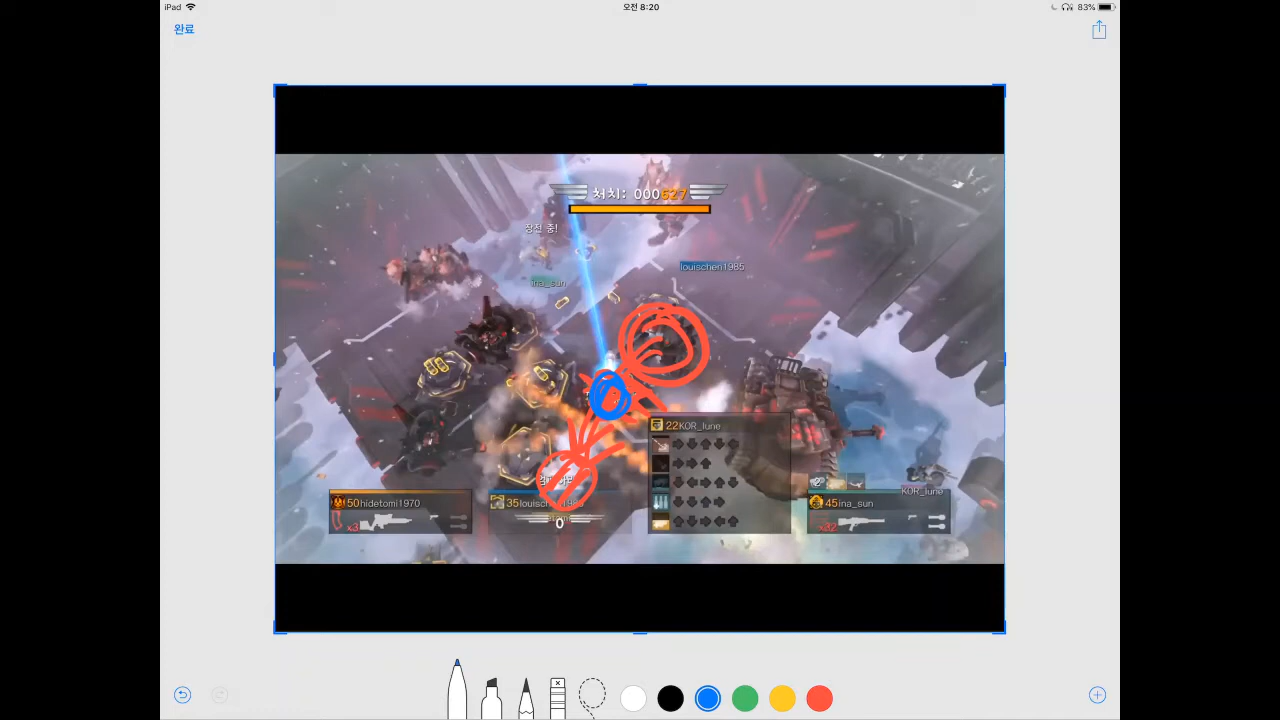 iPad
오전 8:20
83%
완료
처치: 000527
장전 중!
louischen1985
ina_sun
22KOR_lune
KOR_lune
50hidetomi1970
x3
0
45ina_sun
x32